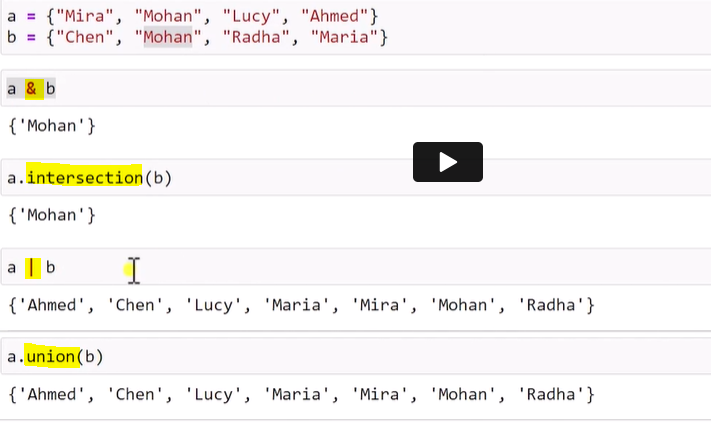 a = {"Mira", "Mohan", "Lucy", "Ahmed"}
b = {"Chen", "Mohan", "Radha", "Maria"}
a & b
{'Mohan'}
a.intersection(b)
{'Mohan'}
a | b
{'Ahmed', 'Chen', 'Lucy', 'Maria', 'Mira', 'Mohan', 'Radha'}
a.union(b)
{'Ahmed', 'Chen', 'Lucy', 'Maria', 'Mira', 'Mohan', 'Radha'}